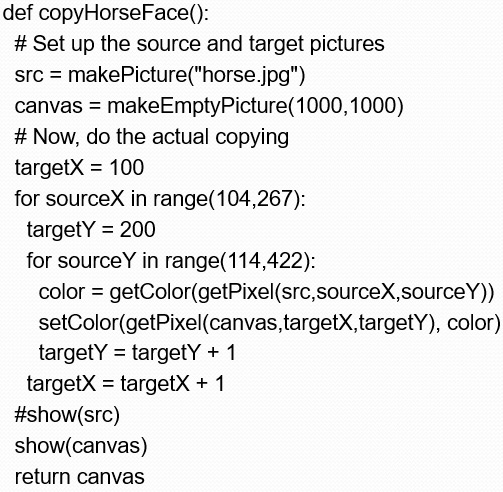 def copyHorseFace():
# Set up the source and target pictures
src = makePicture("horse.jpg")
canvas = makeEmptyPicture(1000,1000)
# Now, do the actual copying
targetX = 100
for sourceX in range(104,267):
targetY = 200
for sourceY in range(114,422):
color = getColor(getPixel(src,sourceX,sourceY))
setColor(getPixel(canvas,targetX,targetY), color)
targetY = targetY + 1
targetX = targetX + 1
#show(src)
show(canvas)
return canvas